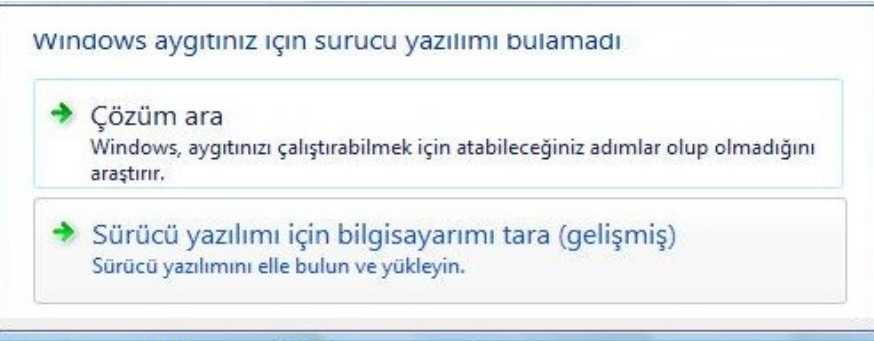 Windows aygıtınız için sürücü yazılımı bulamadı
Çözüm ara
Windows, aygıtınızı çalıştırabilmek için atabileceğiniz adımlar olup olmadığını
araştırır.
Sürücü yazılımı için bilgisayarımı tara (gelişmiş)
Sürücü yazılımını elle bulun ve yükleyin.